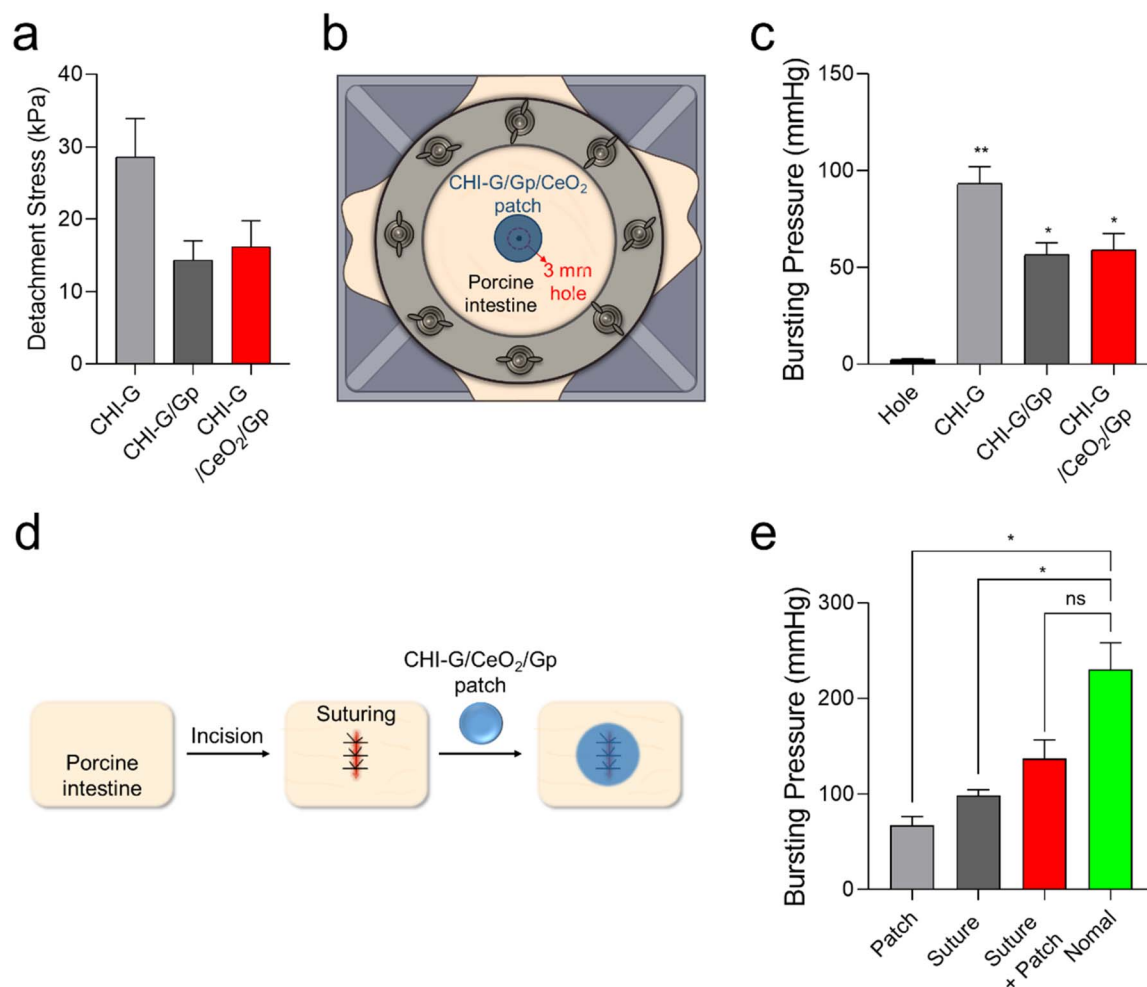 a
Detachment Stress (kPa)
40
30
20
10
0
CHI-G
CHI-G/Gp
CHI-G
/CeO₂/Gp
b
CHI-G/Gp/CeO₂
patch
3 mm
hole
Porcine
intestine
c
Bursting Pressure (mmHg)
150
100
50
0
**
*
*
Hole
CHI-G
CHI-G/Gp
CHI-G
/CeO₂/Gp
d
Porcine
intestine
Incision
Suturing
CHI-G/CeO₂/Gp
patch
e
Bursting Pressure (mmHg)
300
200
100
0
*
*
ns
Patch
Suture
Suture
+ Patch
Nomal